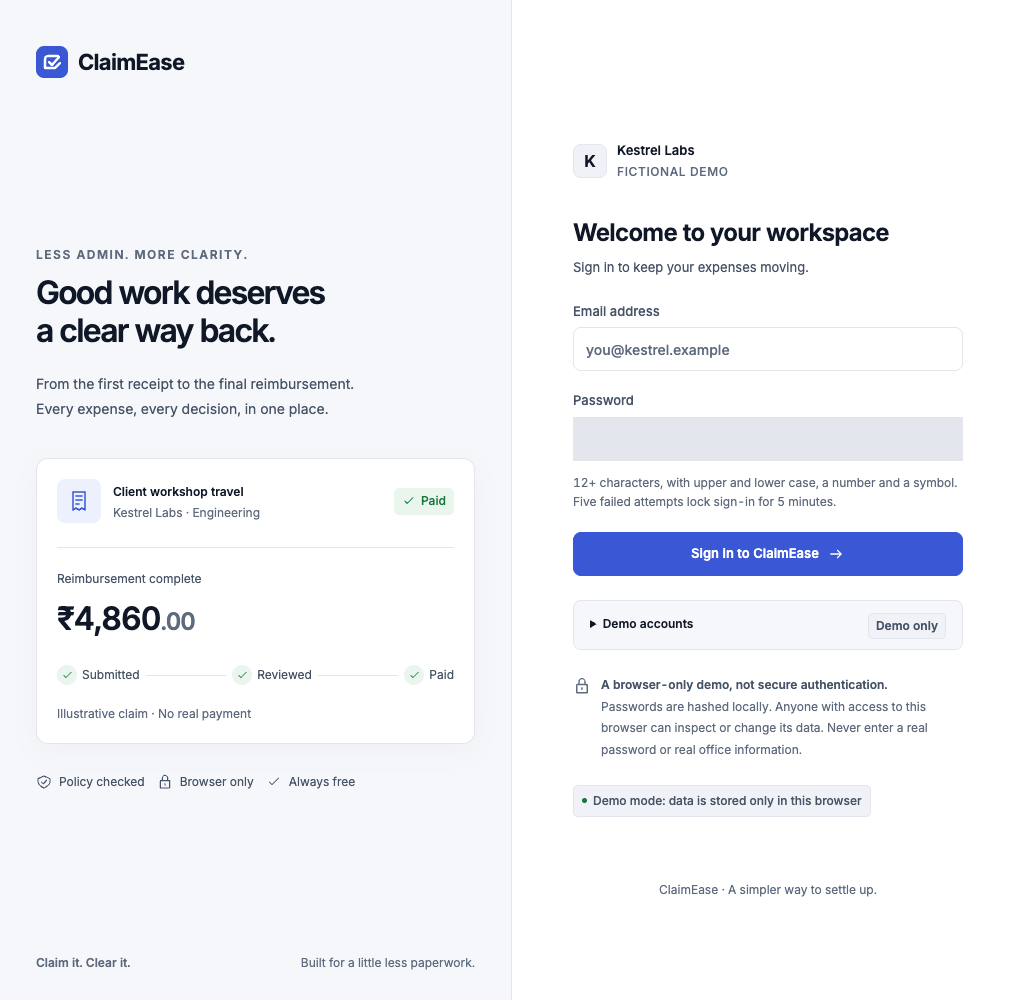 ClaimEase
LESS ADMIN. MORE CLARITY.
Good work deserves
a clear way back.
From the first receipt to the final reimbursement.
Every expense, every decision, in one place.
Client workshop travel
Kestrel Labs · Engineering
Paid
Reimbursement complete
₹4,860.00
Submitted
Reviewed
Paid
Illustrative claim · No real payment
Policy checked
Browser only
Always free
Claim it. Clear it.
Built for a little less paperwork.
K
Kestrel Labs
FICTIONAL DEMO
Welcome to your workspace
Sign in to keep your expenses moving.
Email address
you@kestrel.example
Password
12+ characters, with upper and lower case, a number and a symbol.
Five failed attempts lock sign-in for 5 minutes.
Sign in to ClaimEase →
Demo accounts
Demo only
A browser-only demo, not secure authentication.
Passwords are hashed locally. Anyone with access to this
browser can inspect or change its data. Never enter a real
password or real office information.
Demo mode: data is stored only in this browser
ClaimEase · A simpler way to settle up.